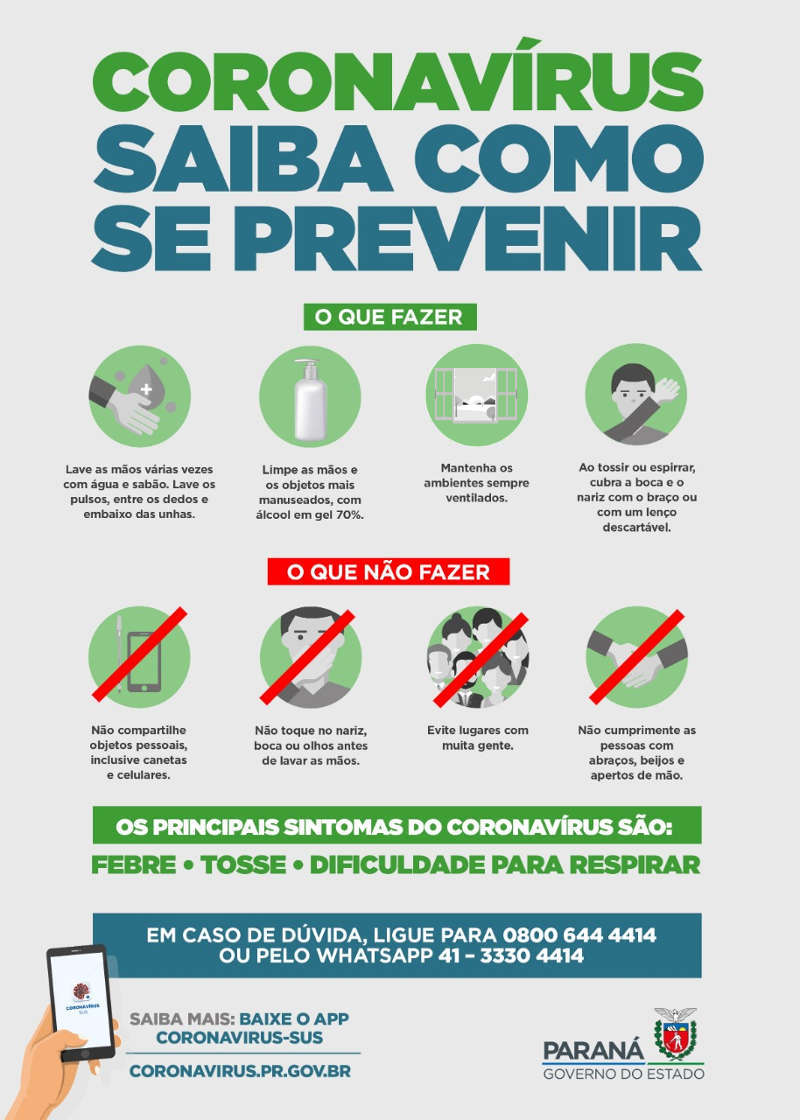 CORONAVÍRUS
SAIBA COMO
SE PREVENIR
O QUE FAZER
Lave as mãos várias vezes
com água e sabão. Lave os
pulsos, entre os dedos e
embaixo das unhas.
Limpe as mãos e
os objetos mais
manuseados, com
álcool em gel 70%.
Mantenha os
ambientes sempre
ventilados.
Ao tossir ou espirrar,
cubra a boca e o
nariz com o braço ou
com um lenço
descartável.
O QUE NÃO FAZER
Não compartilhe
objetos pessoais,
inclusive canetas
e celulares.
Não toque no nariz,
boca ou olhos antes
de lavar as mãos.
Evite lugares com
muita gente.
Não cumprimente as
pessoas com
abraços, beijos e
apertos de mão.
OS PRINCIPAIS SINTOMAS DO CORONAVÍRUS SÃO:
FEBRE • TOSSE • DIFICULDADE PARA RESPIRAR
EM CASO DE DÚVIDA, LIGUE PARA 0800 644 4414
OU PELO WHATSAPP 41 – 3330 4414
CORONAVÍRUS
SUS
SAIBA MAIS: BAIXE O APP
CORONAVIRUS-SUS
CORONAVIRUS.PR.GOV.BR
PARANÁ
GOVERNO DO ESTADO